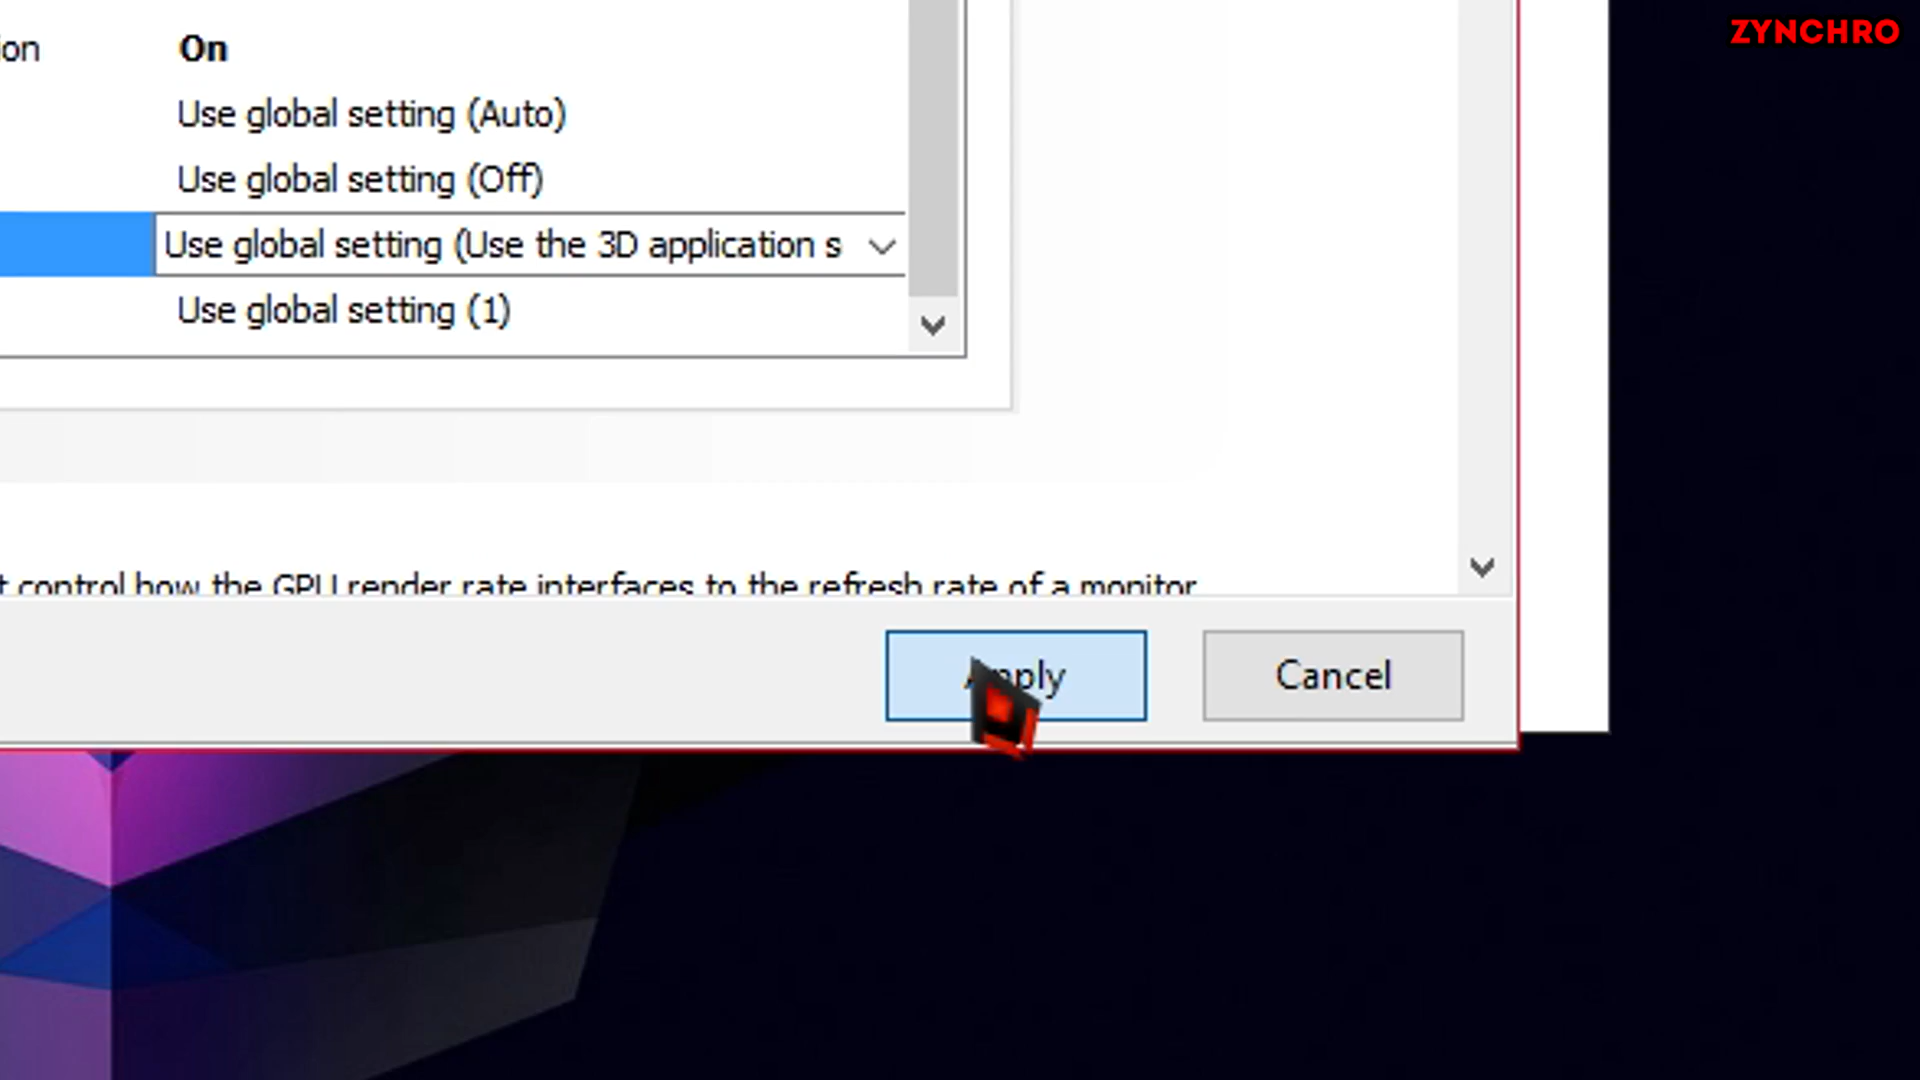 ZYNCHRO
ion On
Use global setting (Auto)
Use global setting (Off)
Use global setting (Use the 3D application s
Use global setting (1)
t control how the GPU render rate interfaces to the refresh rate of a monitor
Apply Cancel